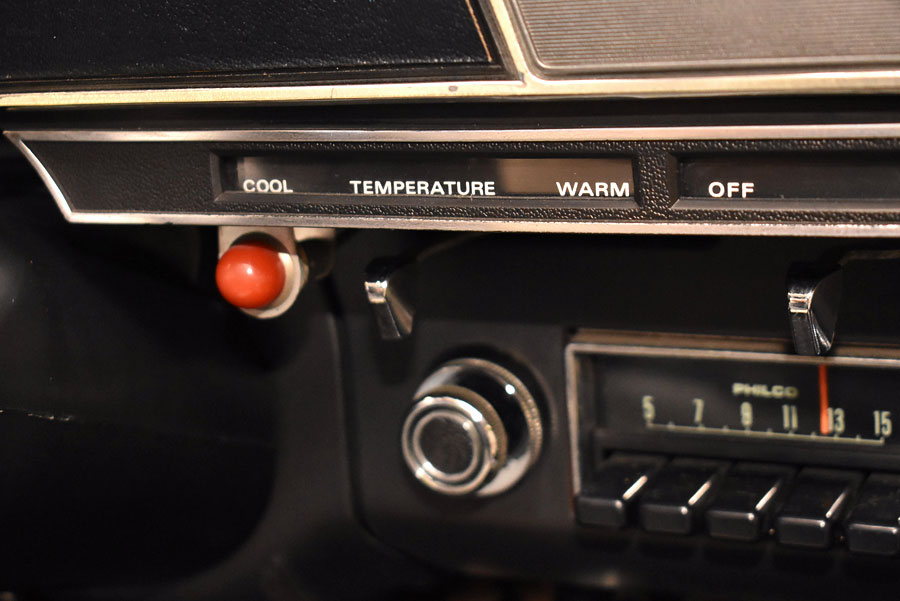 COOL TEMPERATURE WARM OFF
PHILCO
5 7 9 11 13 15